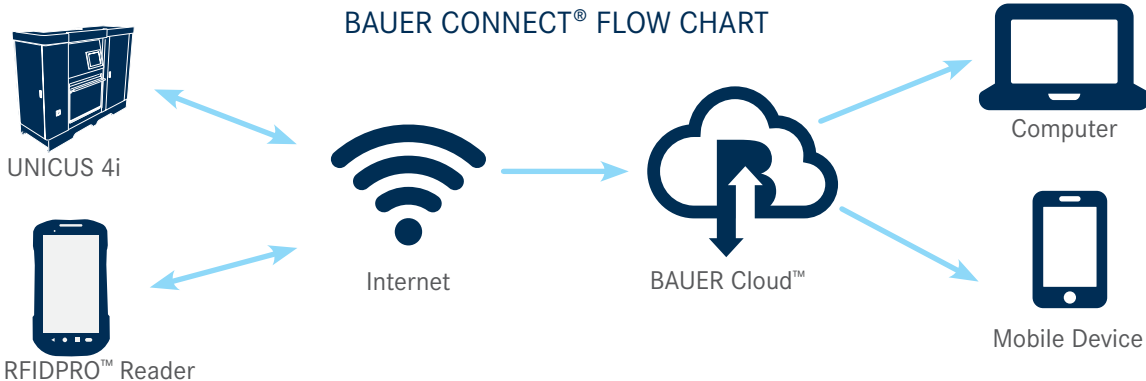 BAUER CONNECT® FLOW CHART
UNICUS 4i
RFIDPRO™ Reader
Internet
B
BAUER Cloud™
Computer
Mobile Device